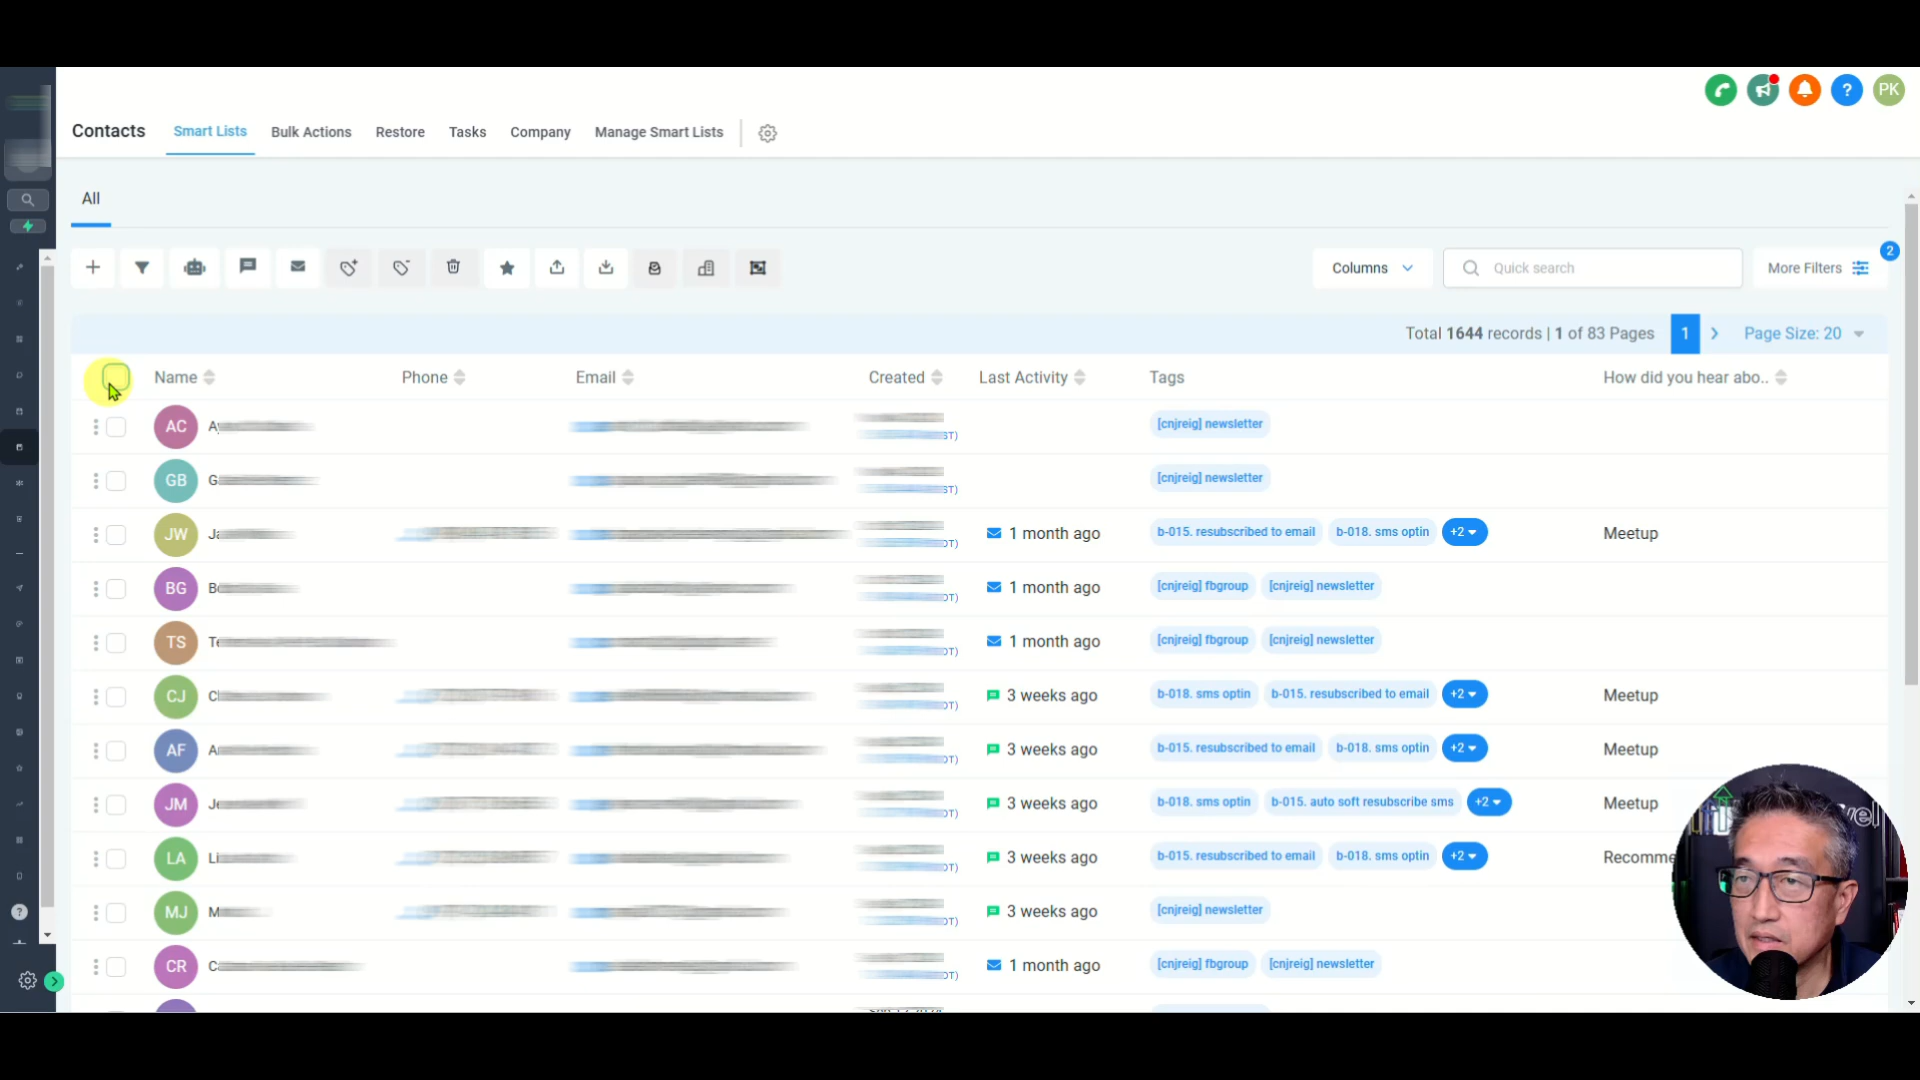 PK
Contacts Smart Lists Bulk Actions Restore Tasks Company Manage Smart Lists
All
Columns Quick search More Filters 2
Total 1644 records | 1 of 83 Pages 1 Page Size: 20
Name Phone Email Created Last Activity Tags How did you hear abo..
AC [cnjreig] newsletter
GB [cnjreig] newsletter
JW 1 month ago b-015. resubscribed to email b-018. sms optin +2 Meetup
BG 1 month ago [cnjreig] fbgroup [cnjreig] newsletter
TS 1 month ago [cnjreig] fbgroup [cnjreig] newsletter
CJ 3 weeks ago b-018. sms optin b-015. resubscribed to email +2 Meetup
AF 3 weeks ago b-015. resubscribed to email b-018. sms optin +2 Meetup
JM 3 weeks ago b-018. sms optin b-015. auto soft resubscribe sms +2 Meetup
LA 3 weeks ago b-015. resubscribed to email b-018. sms optin +2 Recomme
MJ 3 weeks ago [cnjreig] newsletter
CR 1 month ago [cnjreig] fbgroup [cnjreig] newsletter